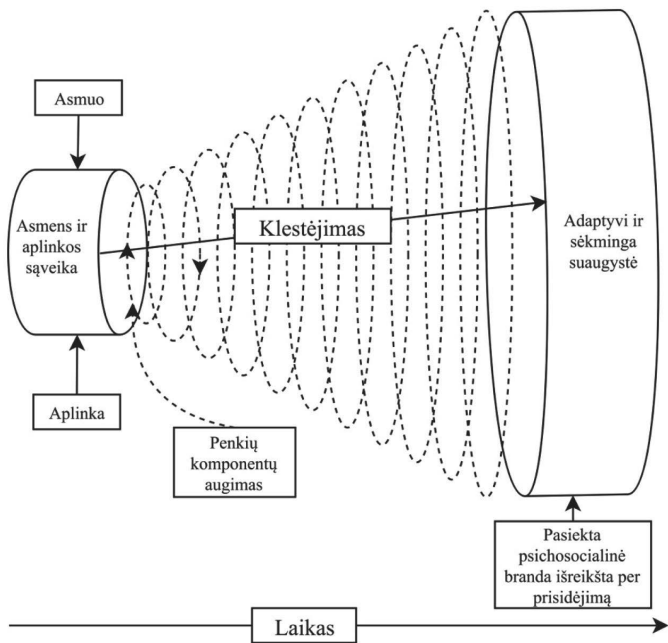 Asmuo
Asmens ir
aplinkos
sąveika
Klestėjimas
Adaptyvi ir
sėkminga
suaugystė
Aplinka
Penkių
komponentų
augimas
Pasiekta
psichosocialinė
branda išreikšta per
prisidėjimą
Laikas